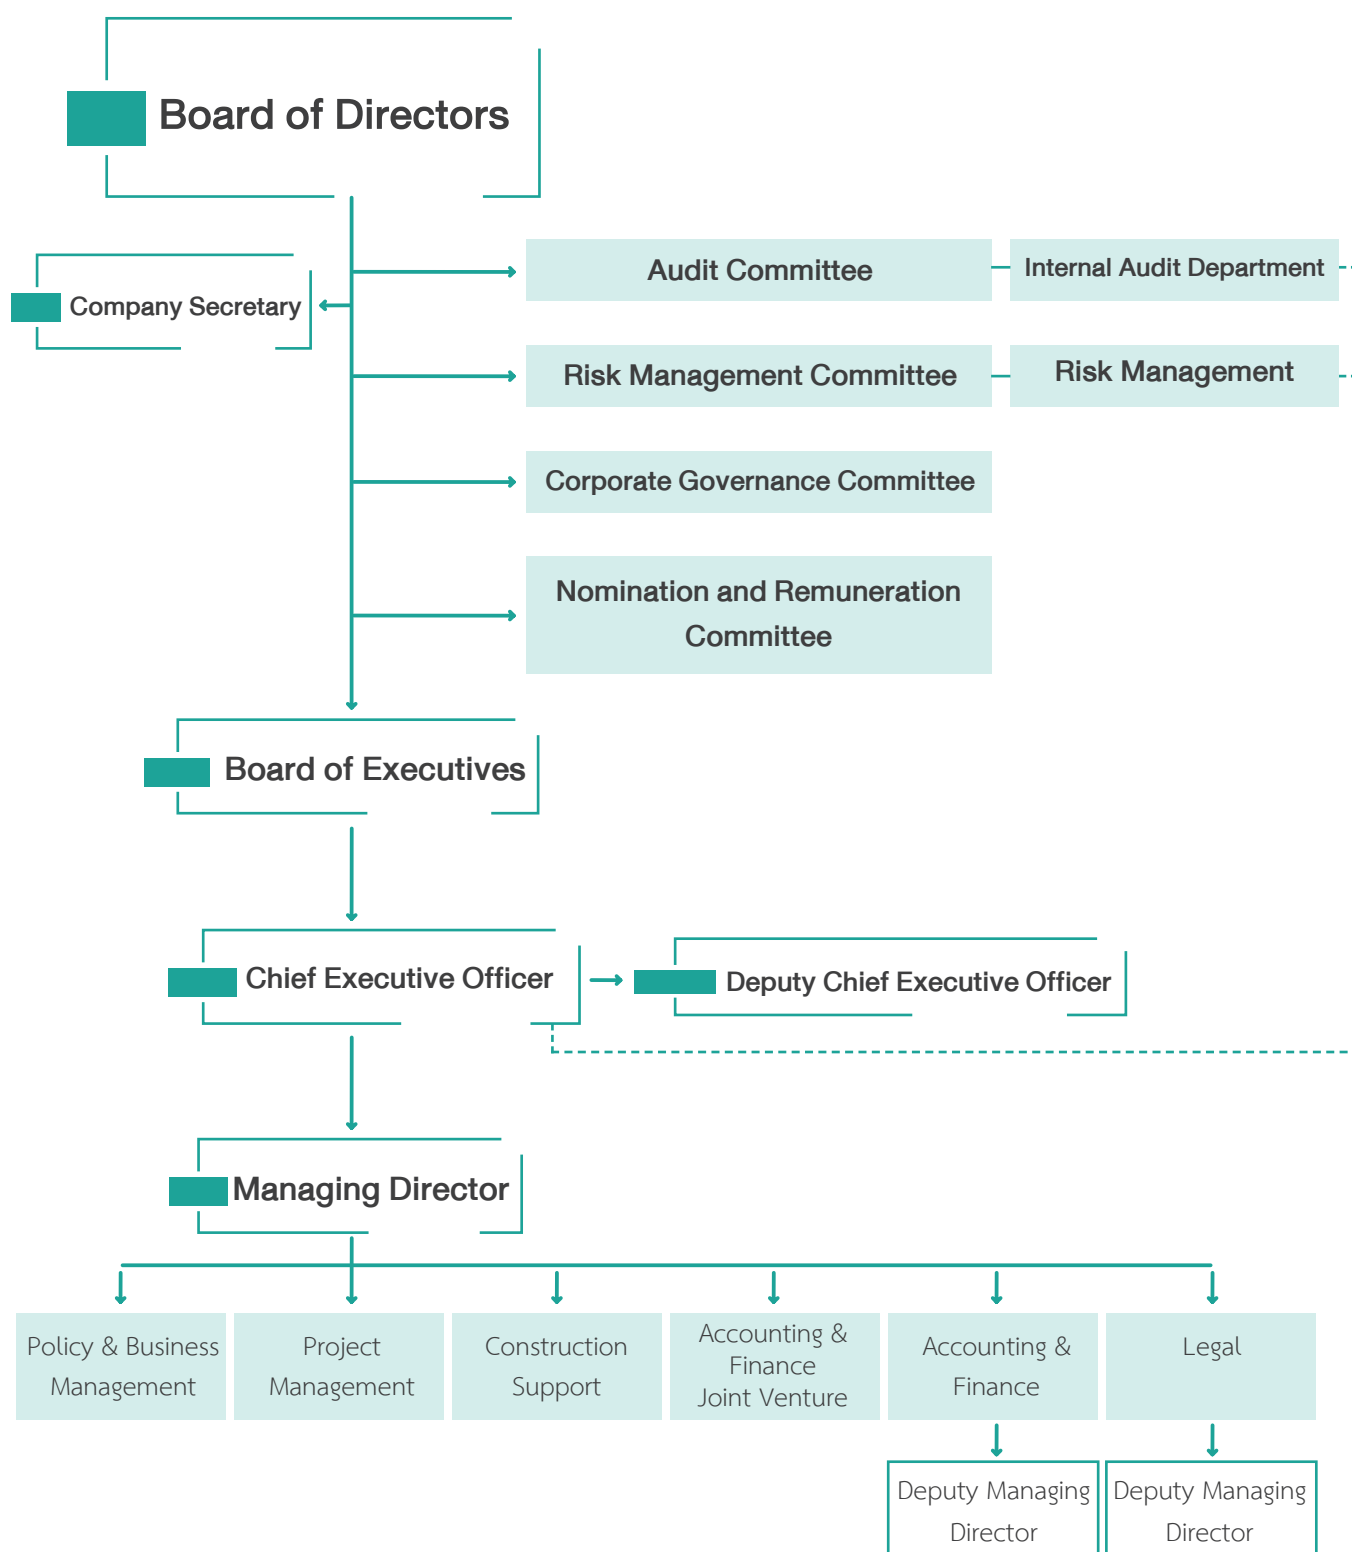 Board of Directors
Audit Committee
Internal Audit Department
Company Secretary
Risk Management Committee
Risk Management
Corporate Governance Committee
Nomination and Remuneration
Committee
Board of Executives
Chief Executive Officer
Deputy Chief Executive Officer
Managing Director
Policy & Business
Management
Project
Management
Construction
Support
Accounting &
Finance
Joint Venture
Accounting &
Finance
Legal
Deputy Managing
Director
Deputy Managing
Director